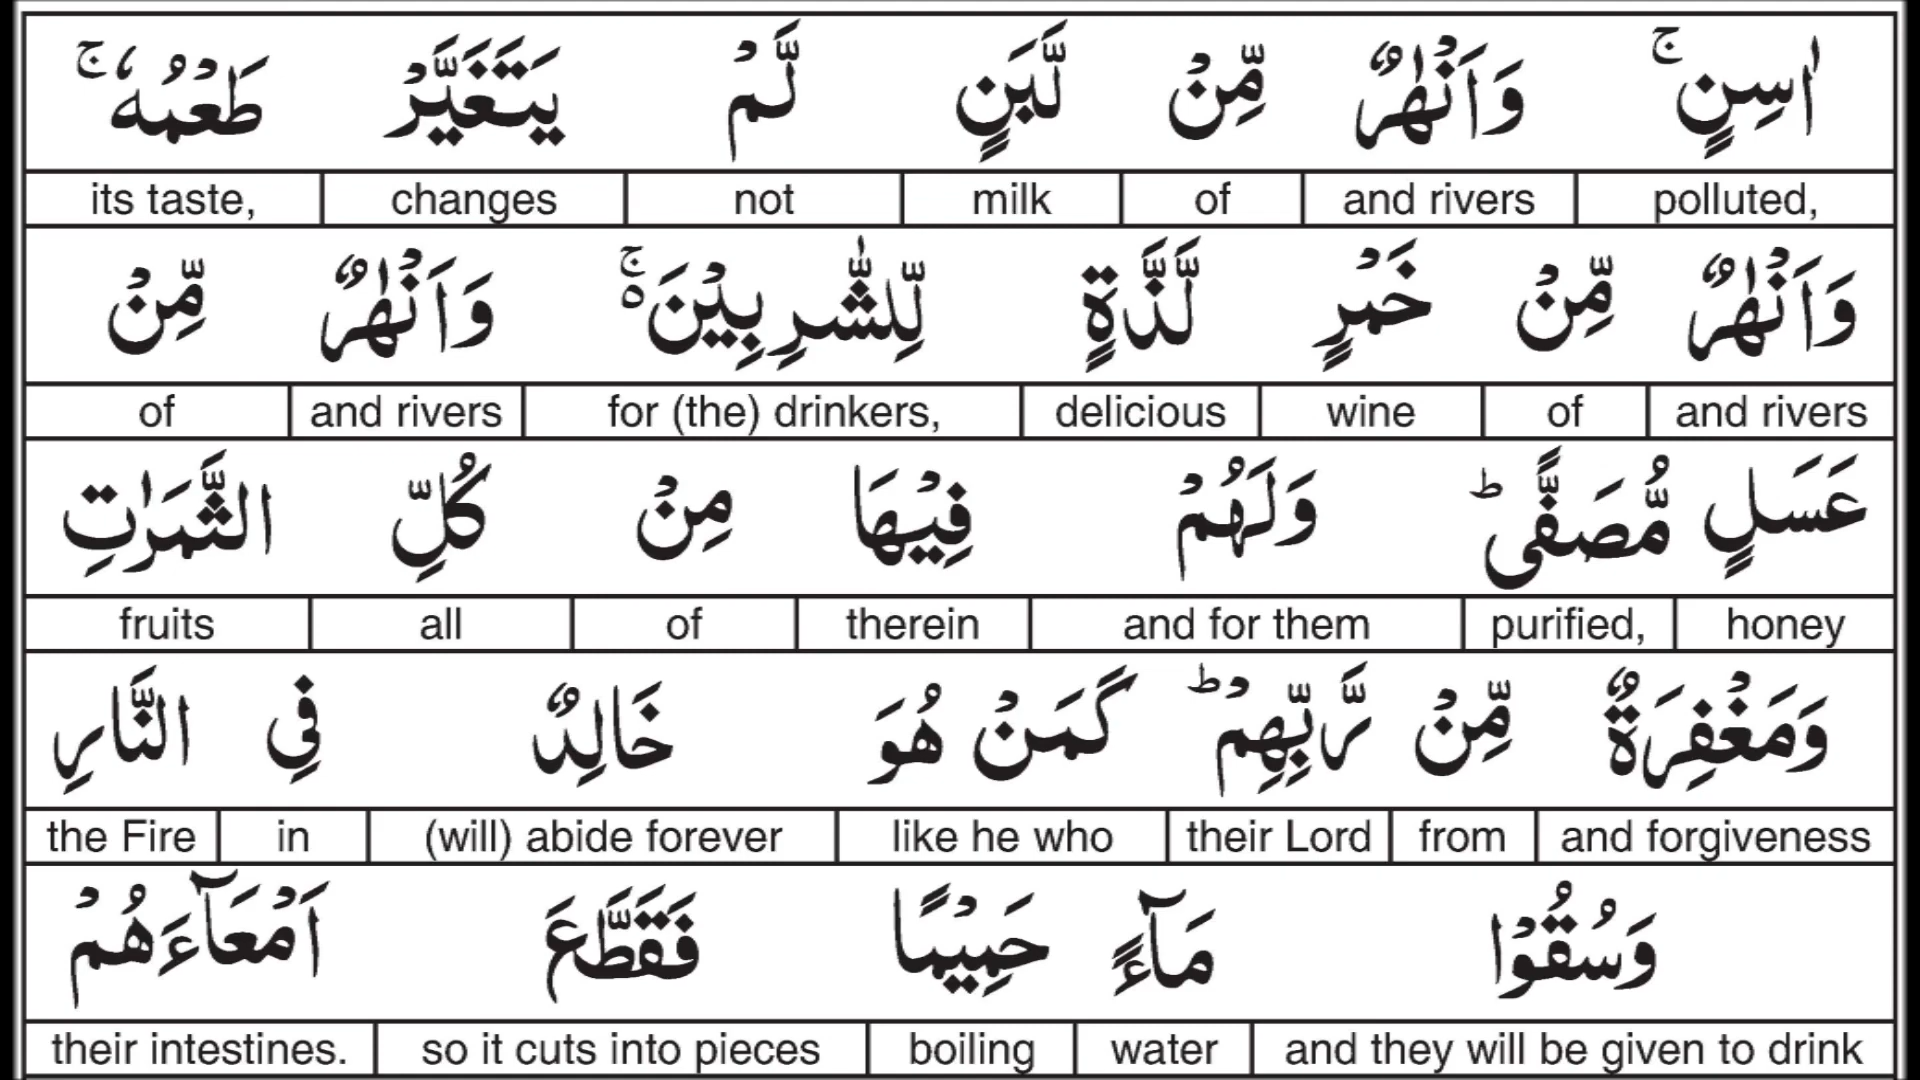 اٰسِنٍ ۚ وَاَنْهٰرٌ مِّنْ لَّبَنٍ لَّمْ يَتَغَيَّرْ طَعْمُهٗ ۚ
polluted, and rivers of milk not changes its taste,
وَاَنْهٰرٌ مِّنْ خَمْرٍ لَّذَّةٍ لِّلشّٰرِبِيْنَ ۚ۬ وَاَنْهٰرٌ مِّنْ
and rivers of wine delicious for (the) drinkers, and rivers of
عَسَلٍ مُّصَفًّى ؕ وَلَهُمْ فِيْهَا مِنْ كُلِّ الثَّمَرٰتِ
honey purified, and for them therein of all fruits
وَمَغْفِرَةٌ مِّنْ رَّبِّهِمْ ؕ كَمَنْ هُوَ خَالِدٌ فِي النَّارِ
and forgiveness from their Lord like he who (will) abide forever in the Fire
وَسُقُوْا مَآءً حَمِيْمًا فَقَطَّعَ اَمْعَآءَهُمْ
and they will be given to drink water boiling so it cuts into pieces their intestines.